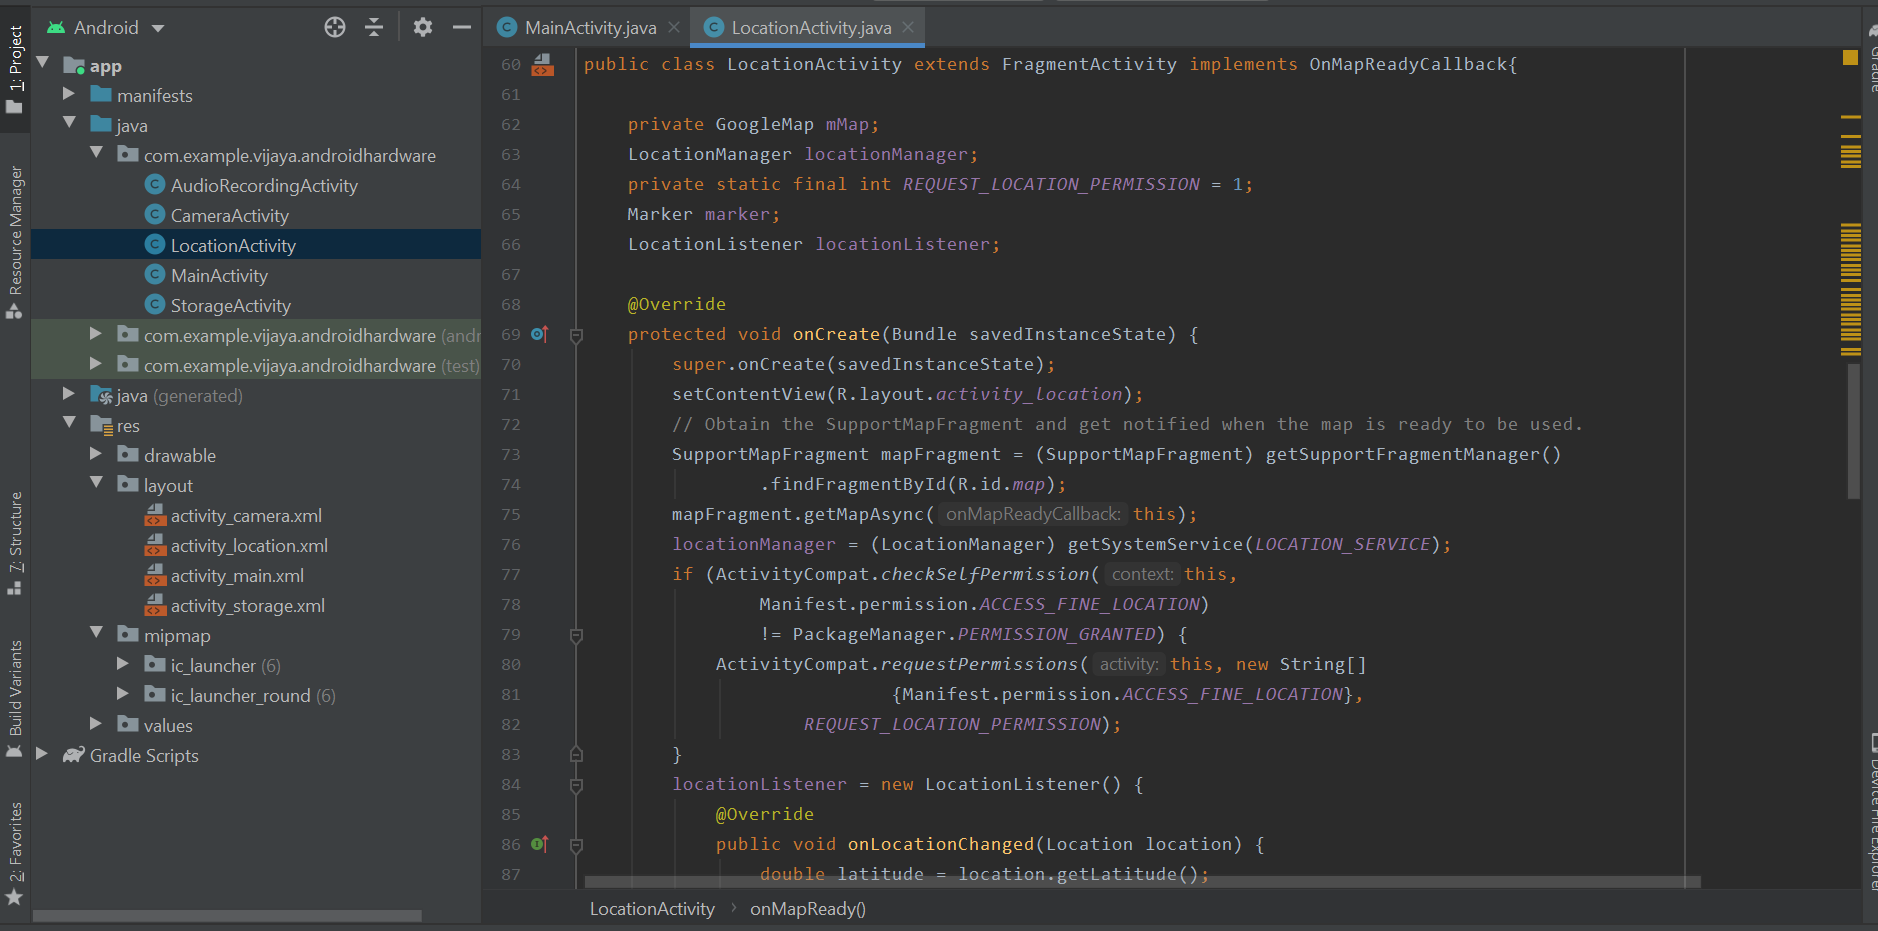 Android
MainActivity.java
LocationActivity.java
1: Project
Resource Manager
7: Structure
Build Variants
2: Favorites
app
manifests
java
com.example.vijaya.androidhardware
AudioRecordingActivity
CameraActivity
LocationActivity
MainActivity
StorageActivity
com.example.vijaya.androidhardware (andr
com.example.vijaya.androidhardware (test)
java (generated)
res
drawable
layout
activity_camera.xml
activity_location.xml
activity_main.xml
activity_storage.xml
mipmap
ic_launcher (6)
ic_launcher_round (6)
values
Gradle Scripts
60 public class LocationActivity extends FragmentActivity implements OnMapReadyCallback{
61
62 private GoogleMap mMap;
63 LocationManager locationManager;
64 private static final int REQUEST_LOCATION_PERMISSION = 1;
65 Marker marker;
66 LocationListener locationListener;
67
68 @Override
69 protected void onCreate(Bundle savedInstanceState) {
70 super.onCreate(savedInstanceState);
71 setContentView(R.layout.activity_location);
72 // Obtain the SupportMapFragment and get notified when the map is ready to be used.
73 SupportMapFragment mapFragment = (SupportMapFragment) getSupportFragmentManager()
74 .findFragmentById(R.id.map);
75 mapFragment.getMapAsync( onMapReadyCallback: this);
76 locationManager = (LocationManager) getSystemService(LOCATION_SERVICE);
77 if (ActivityCompat.checkSelfPermission( context: this,
78 Manifest.permission.ACCESS_FINE_LOCATION)
79 != PackageManager.PERMISSION_GRANTED) {
80 ActivityCompat.requestPermissions( activity: this, new String[]
81 {Manifest.permission.ACCESS_FINE_LOCATION},
82 REQUEST_LOCATION_PERMISSION);
83 }
84 locationListener = new LocationListener() {
85 @Override
86 public void onLocationChanged(Location location) {
87 double latitude = location.getLatitude();
LocationActivity › onMapReady()
Gradle
Device File Explorer